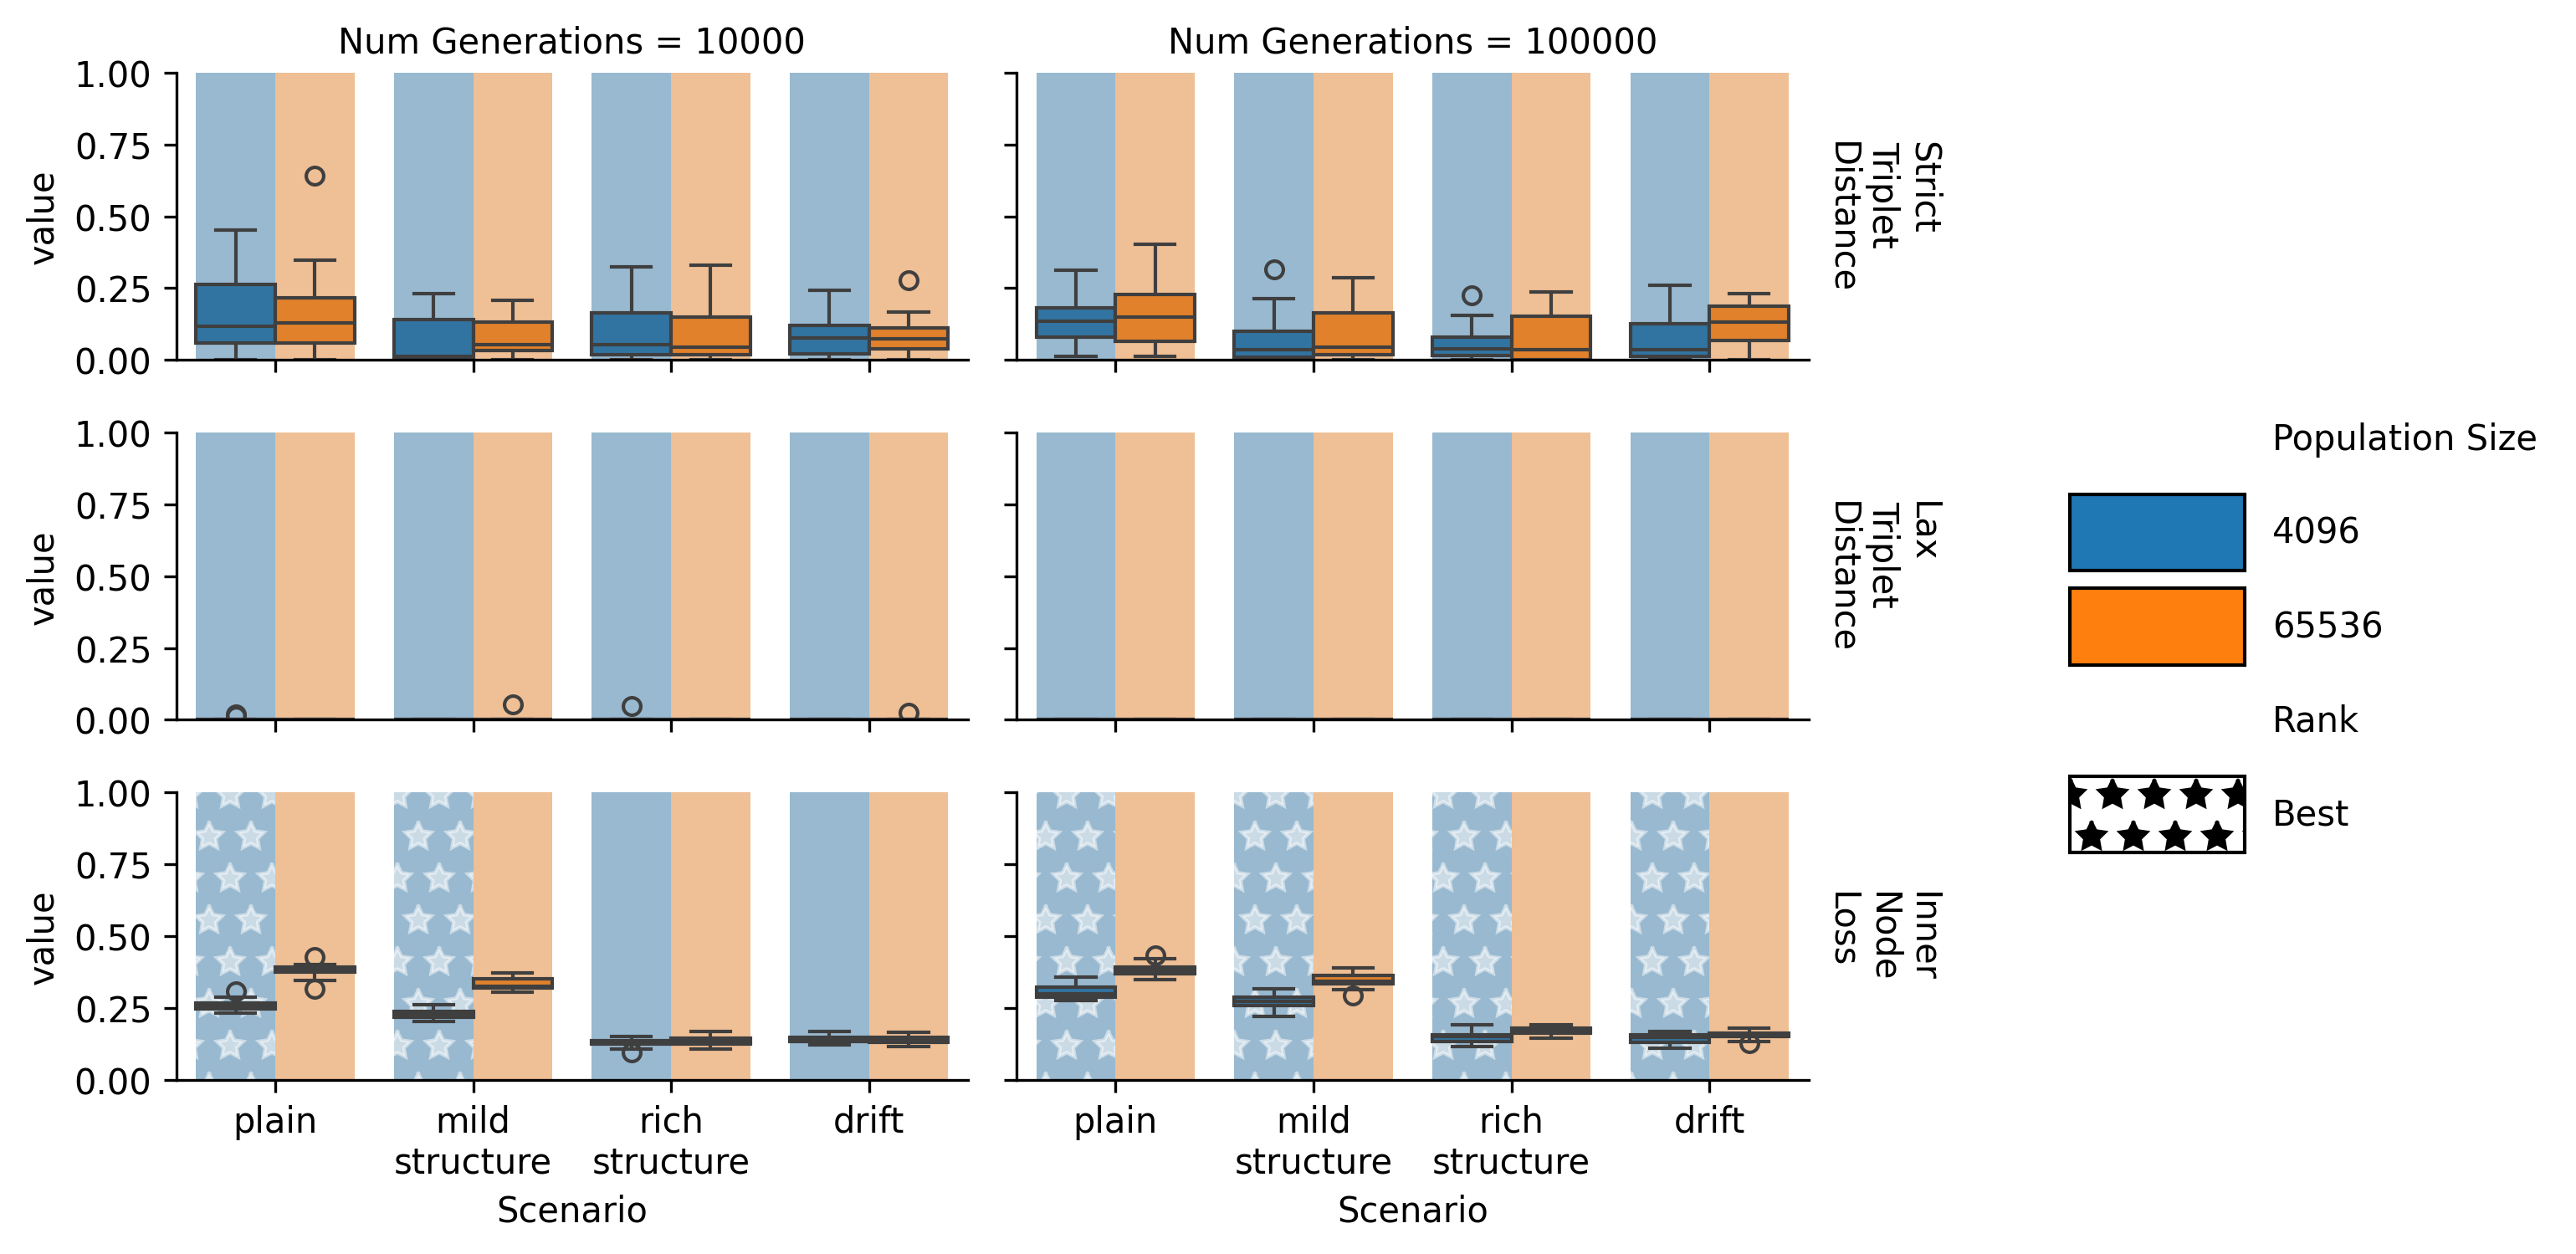 Num Generations = 10000
Num Generations = 100000
value
1.00
0.75
0.50
0.25
0.00
Strict
Triplet
Distance
value
1.00
0.75
0.50
0.25
0.00
Lax
Triplet
Distance
value
1.00
0.75
0.50
0.25
0.00
Inner
Node
Loss
plain
mild
structure
rich
structure
drift
Scenario
plain
mild
structure
rich
structure
drift
Scenario
Population Size
4096
65536
Rank
Best